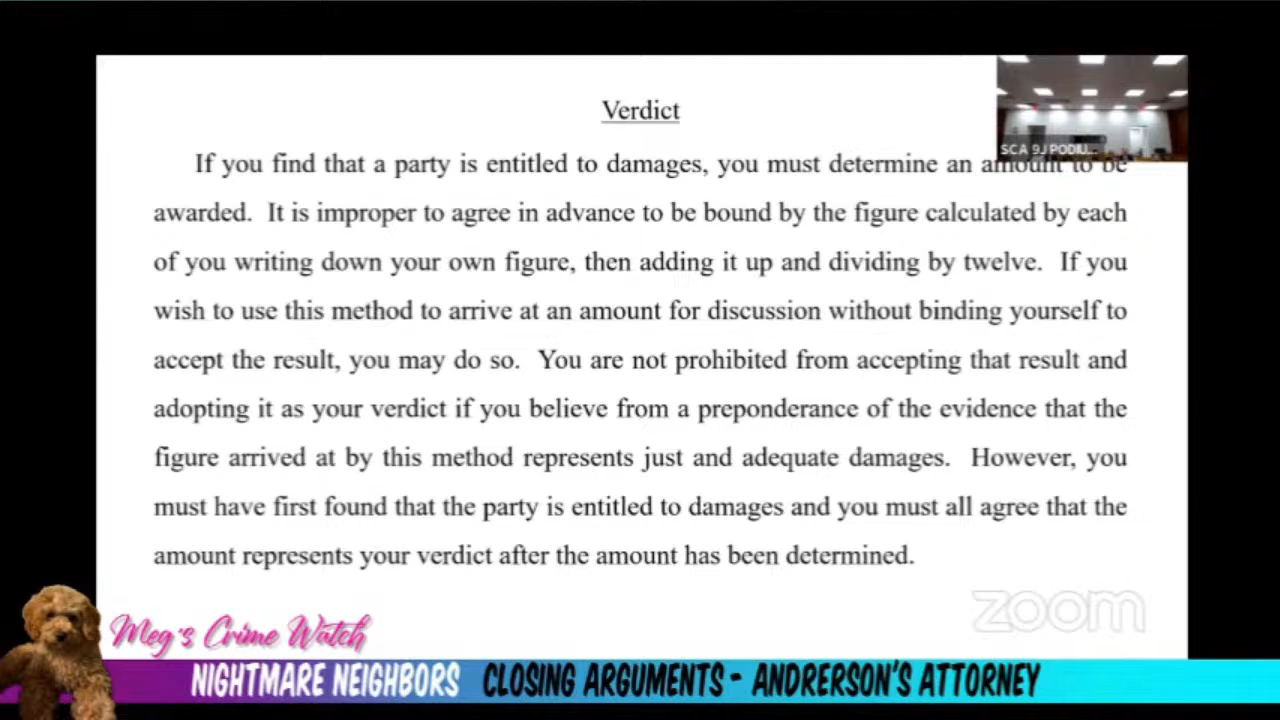 Verdict
If you find that a party is entitled to damages, you must determine an amount to be
awarded. It is improper to agree in advance to be bound by the figure calculated by each
of you writing down your own figure, then adding it up and dividing by twelve. If you
wish to use this method to arrive at an amount for discussion without binding yourself to
accept the result, you may do so. You are not prohibited from accepting that result and
adopting it as your verdict if you believe from a preponderance of the evidence that the
figure arrived at by this method represents just and adequate damages. However, you
must have first found that the party is entitled to damages and you must all agree that the
amount represents your verdict after the amount has been determined.
SCA 9J PODIU...
zoom
Meg's Crime Watch
NIGHTMARE NEIGHBORS CLOSING ARGUMENTS - ANDRERSON'S ATTORNEY